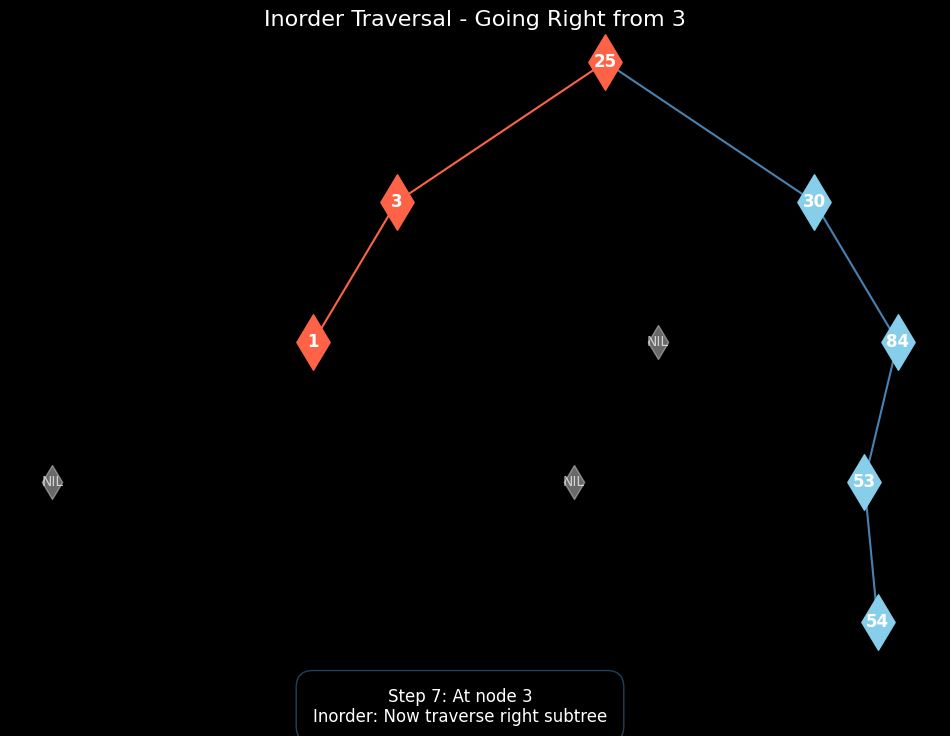 Inorder Traversal - Going Right from 3
25
3
30
1
NIL
84
NIL
NIL
53
54
Step 7: At node 3
Inorder: Now traverse right subtree